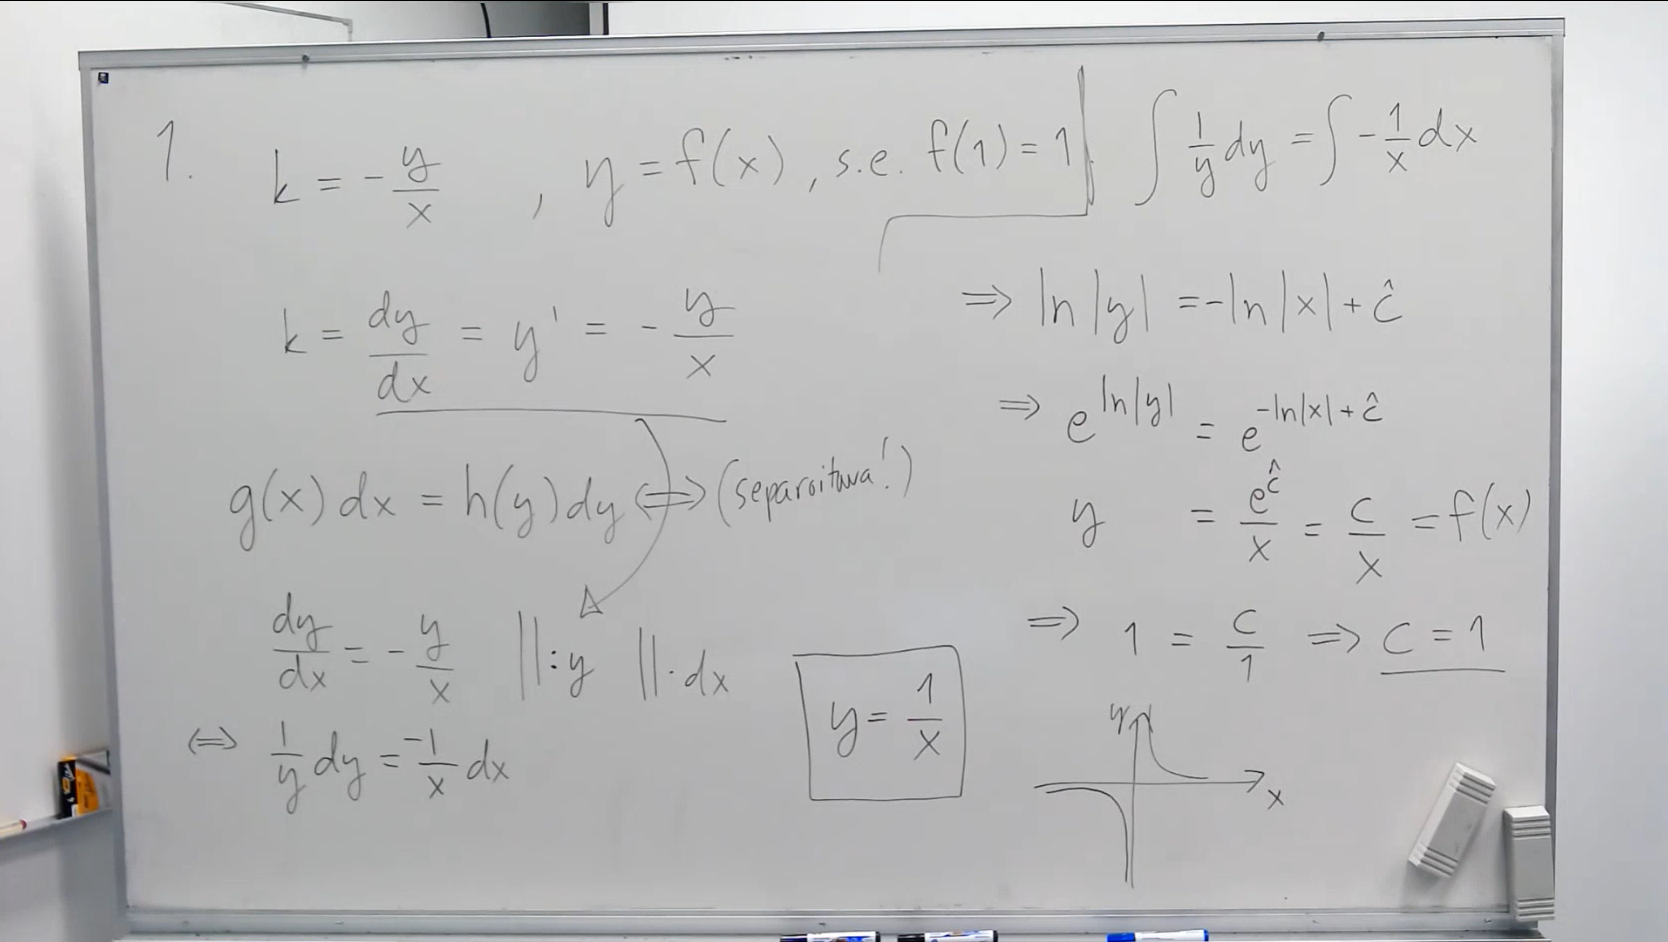 1. k = -y/x , y = f(x), s.e. f(1) = 1
k = dy/dx = y' = -y/x
g(x) dx = h(y) dy ⇔ (separoituva!)
dy/dx = -y/x ||:y ||·dx
⇔ 1/y dy = -1/x dx
∫ 1/y dy = ∫ -1/x dx
⇒ ln|y| = -ln|x| + ĉ
⇒ e^(ln|y|) = e^(-ln|x| + ĉ)
y = e^ĉ/x = c/x = f(x)
⇒ 1 = c/1 ⇒ c = 1
y = 1/x
y
x